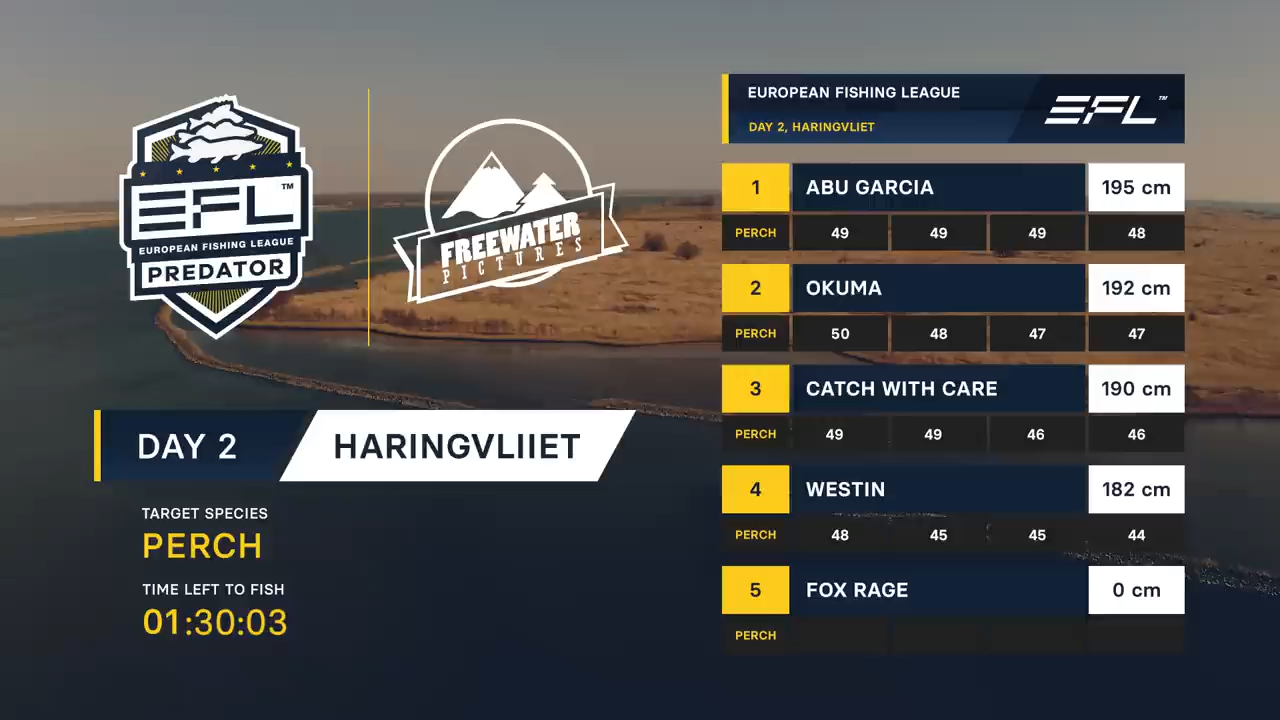 EFL™
EUROPEAN FISHING LEAGUE
PREDATOR
FREEWATER
PICTURES
DAY 2
HARINGVLIIET
TARGET SPECIES
PERCH
TIME LEFT TO FISH
01:30:03
EUROPEAN FISHING LEAGUE
DAY 2, HARINGVLIET
EFL™
1 ABU GARCIA 195 cm
PERCH 49 49 49 48
2 OKUMA 192 cm
PERCH 50 48 47 47
3 CATCH WITH CARE 190 cm
PERCH 49 49 46 46
4 WESTIN 182 cm
PERCH 48 45 45 44
5 FOX RAGE 0 cm
PERCH